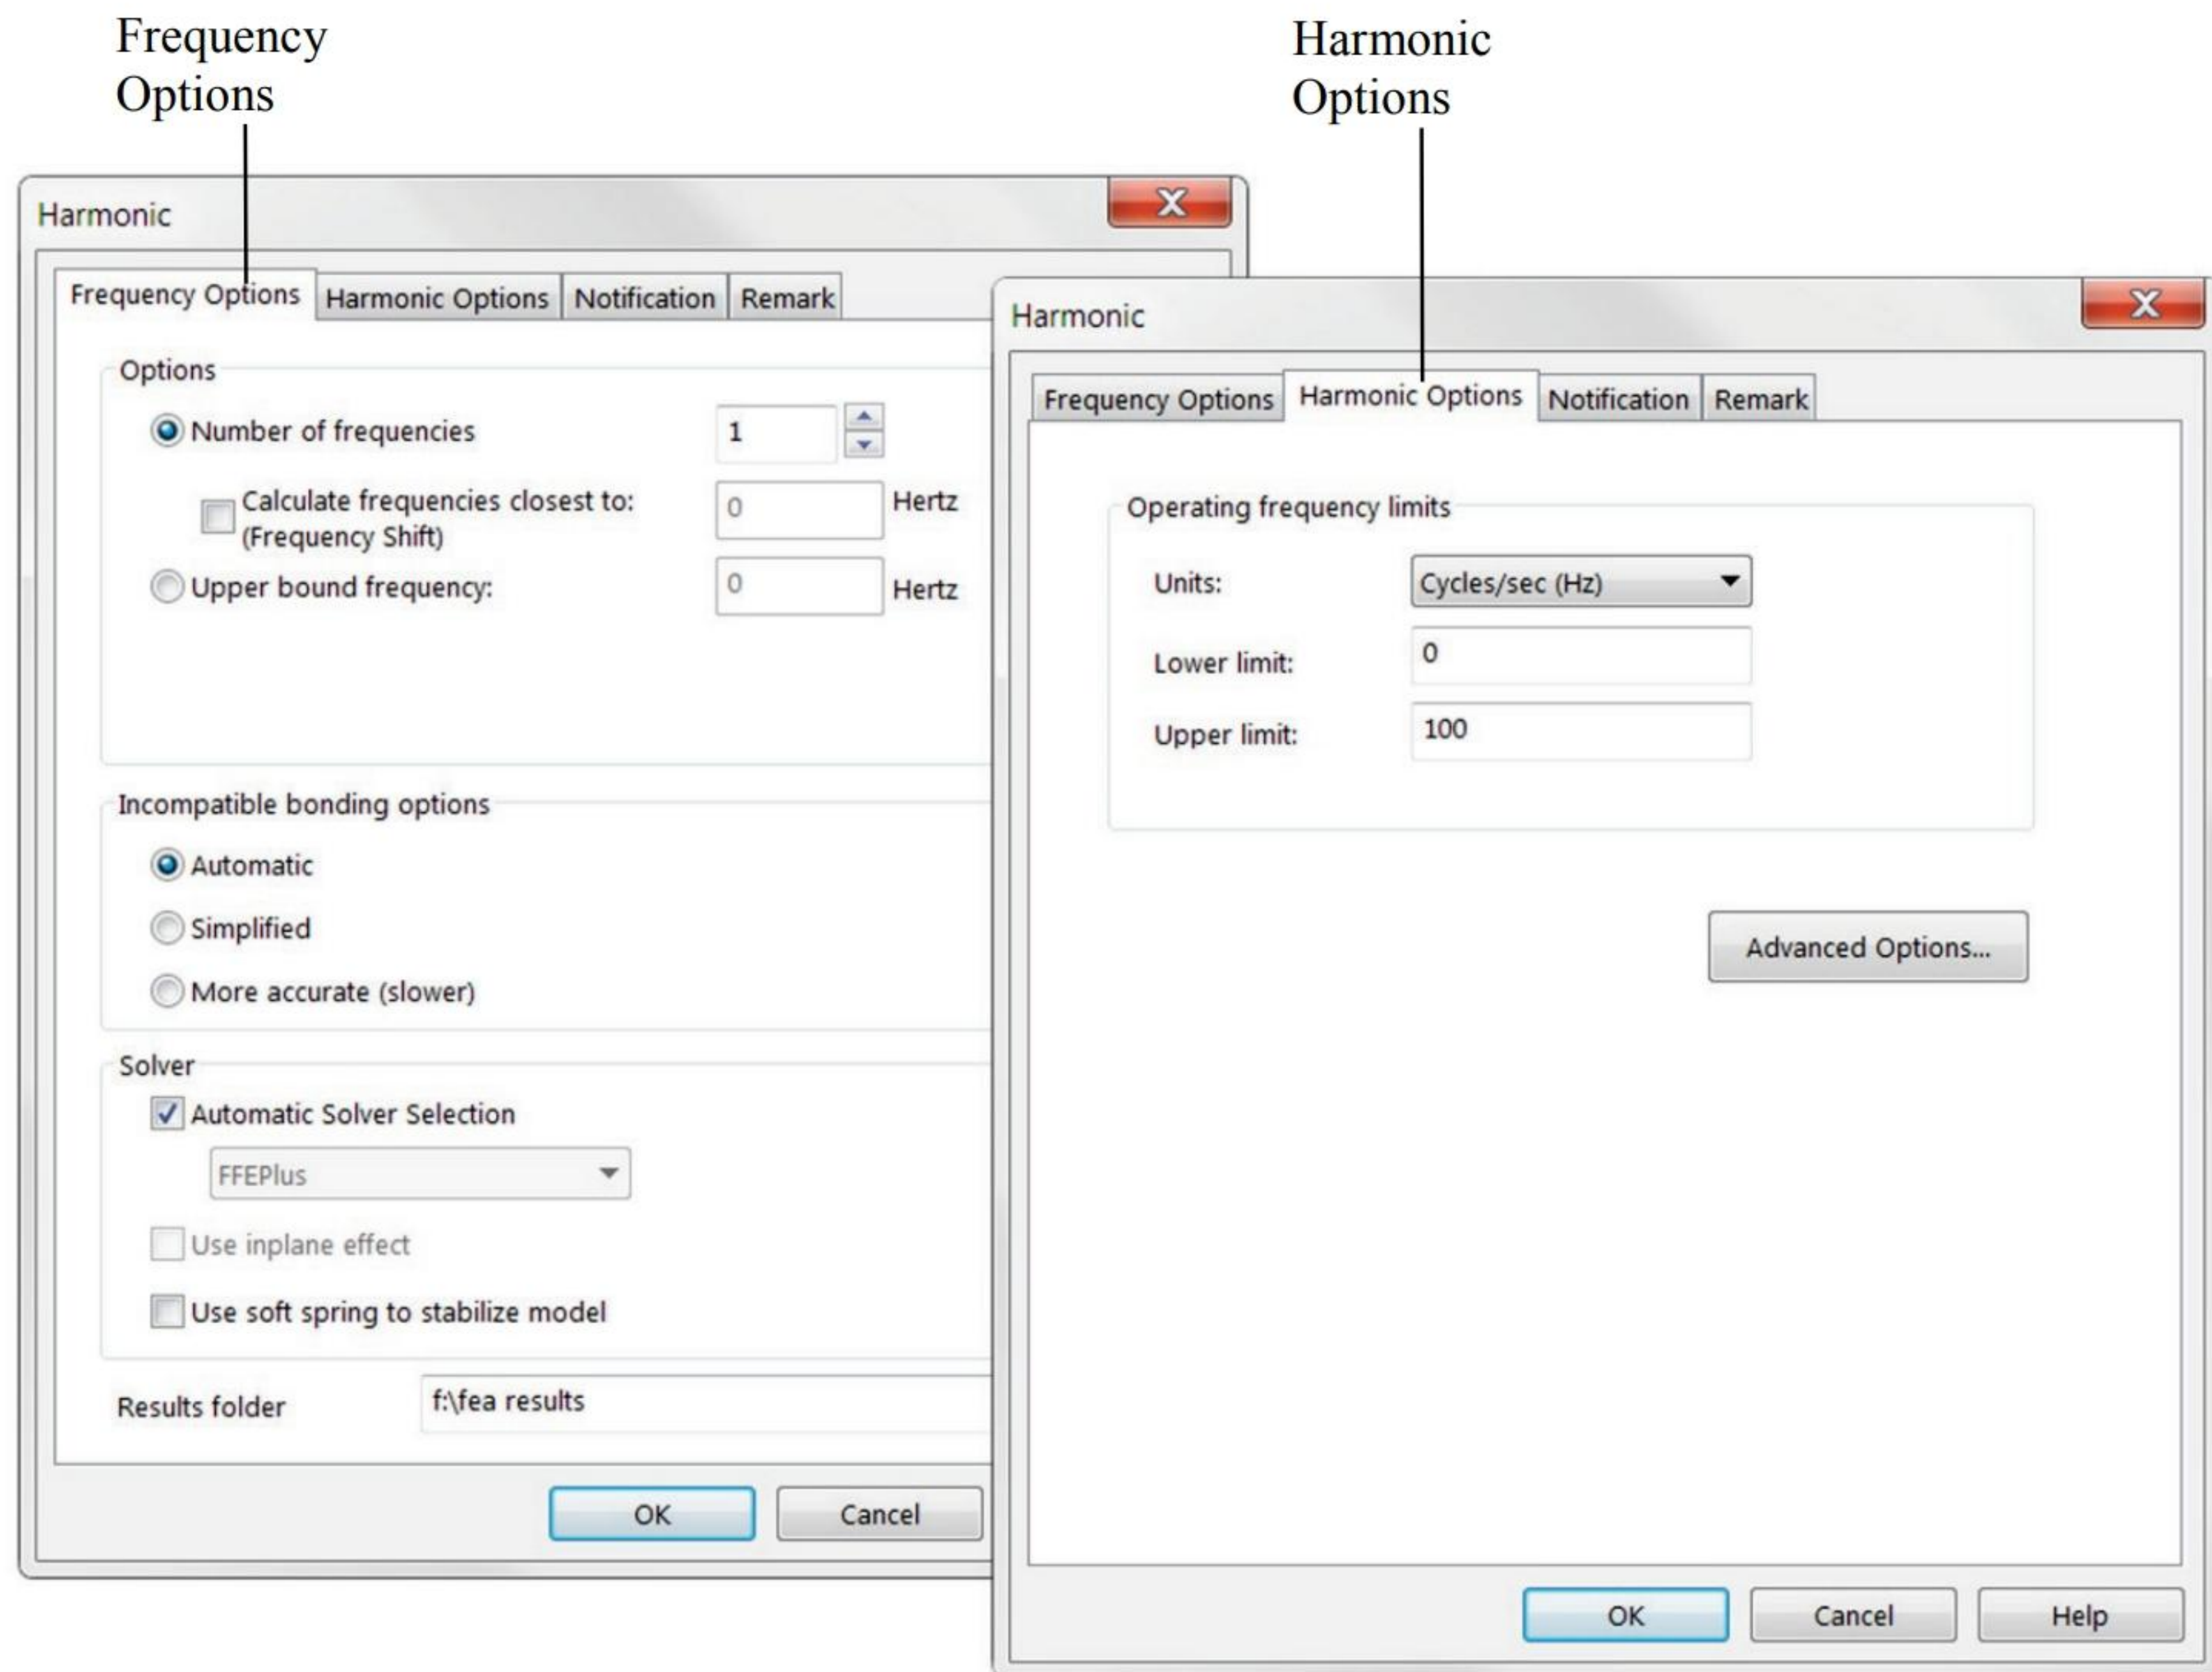 Frequency
Options
Harmonic
Options
Harmonic
Frequency Options Harmonic Options Notification Remark
Options
Number of frequencies 1
Calculate frequencies closest to: 0 Hertz
(Frequency Shift)
Upper bound frequency: 0 Hertz
Incompatible bonding options
Automatic
Simplified
More accurate (slower)
Solver
Automatic Solver Selection
FFEPlus
Use inplane effect
Use soft spring to stabilize model
Results folder f:\fea results
OK Cancel
Harmonic
Frequency Options Harmonic Options Notification Remark
Operating frequency limits
Units: Cycles/sec (Hz)
Lower limit: 0
Upper limit: 100
Advanced Options...
OK Cancel Help